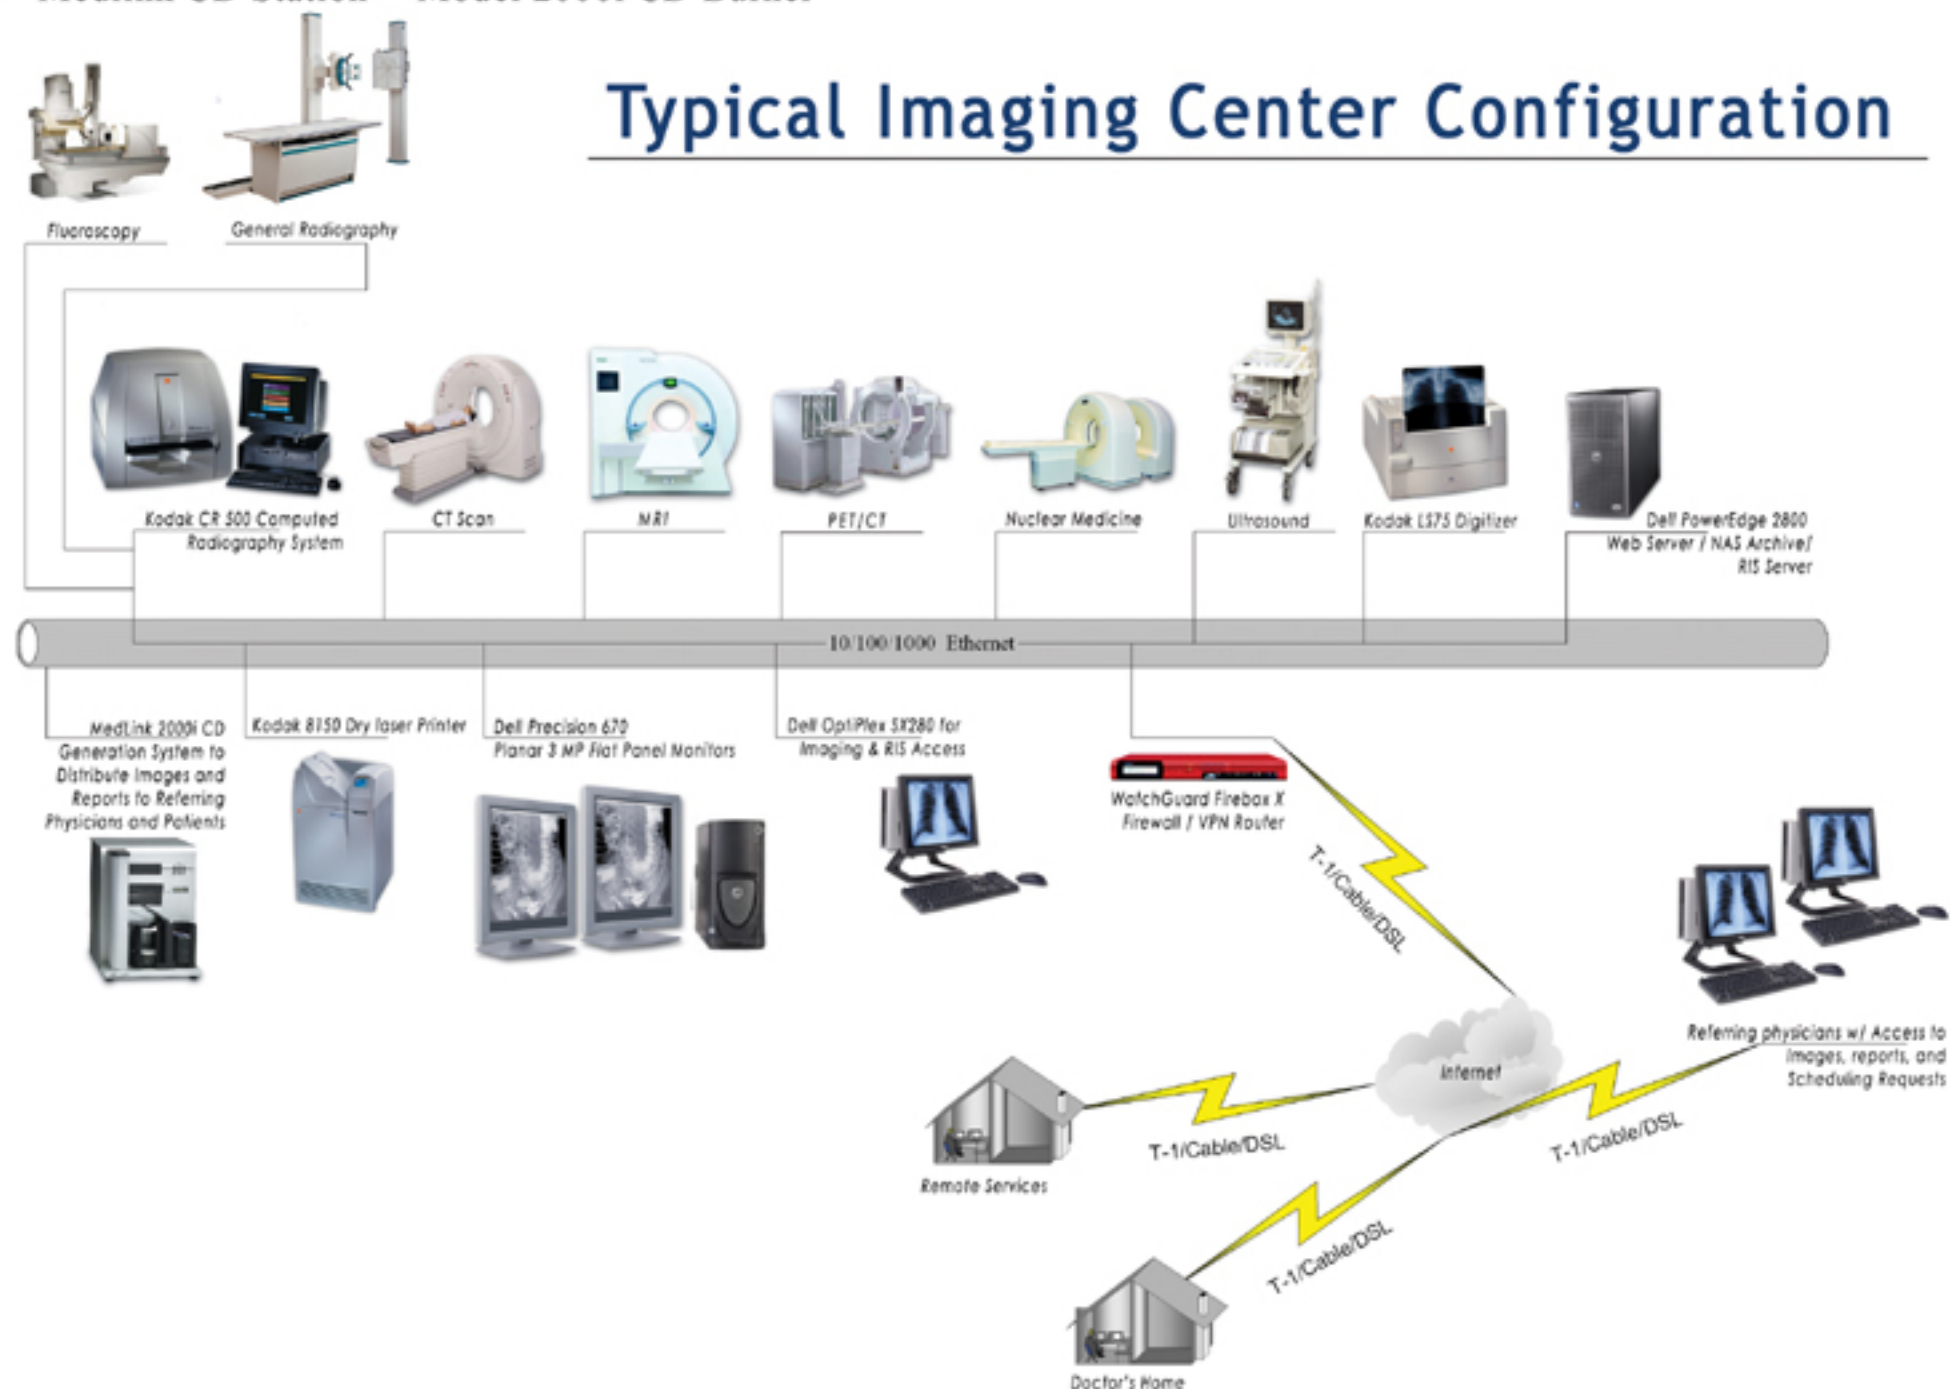 Typical Imaging Center Configuration
Fluoroscopy
General Radiography
Kodak CR 500 Computed
Radiography System
CT Scan
MRI
PET/CT
Nuclear Medicine
Ultrasound
Kodak LS75 Digitizer
Dell PowerEdge 2800
Web Server / NAS Archive/
RIS Server
10/100/1000 Ethernet
MedLink 2000i CD
Generation System to
Distribute Images and
Reports to Referring
Physicians and Patients
Kodak 8150 Dry laser Printer
Dell Precision 670
Planar 3 MP Flat Panel Monitors
Dell OptiPlex SX280 for
Imaging & RIS Access
WatchGuard Firebox X
Firewall / VPN Router
T-1/Cable/DSL
Referring physicians w/ Access to
Images, reports, and
Scheduling Requests
Internet
T-1/Cable/DSL
T-1/Cable/DSL
Remote Services
T-1/Cable/DSL
Doctor's Home